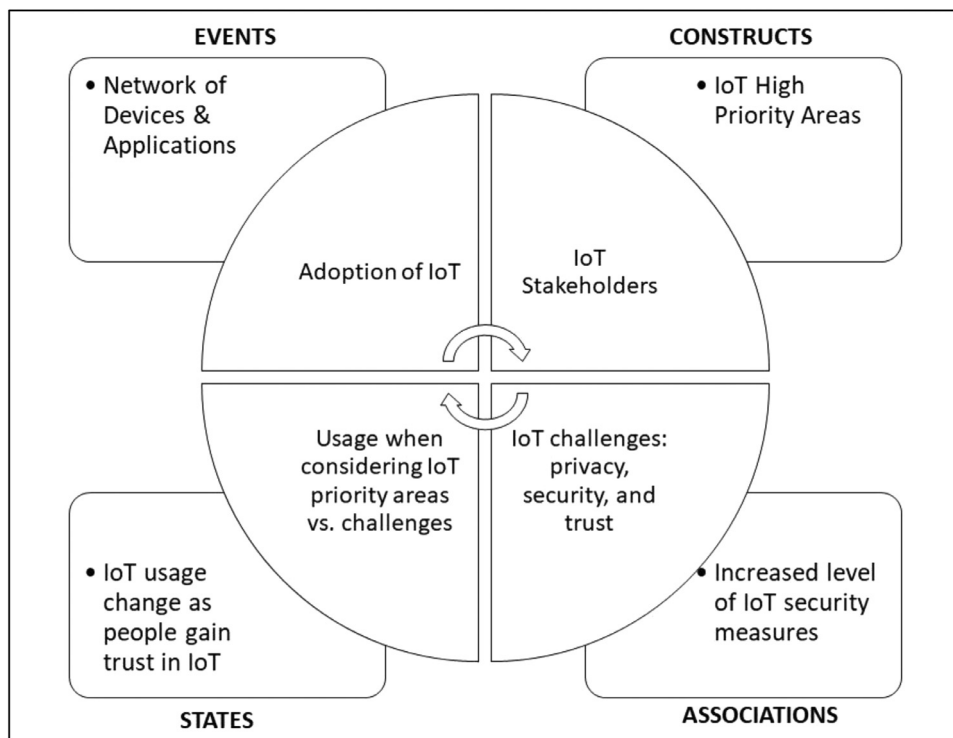 EVENTS
CONSTRUCTS
• Network of
Devices &
Applications
• IoT High
Priority Areas
Adoption of IoT
IoT
Stakeholders
Usage when
considering IoT
priority areas
vs. challenges
IoT challenges:
privacy,
security, and
trust
• IoT usage
change as
people gain
trust in IoT
• Increased level
of IoT security
measures
STATES
ASSOCIATIONS